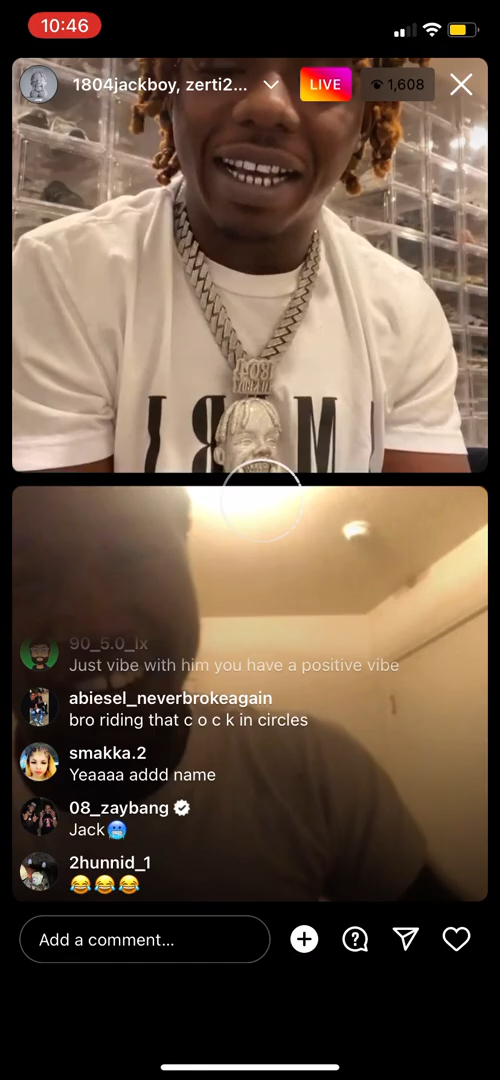 10:46
1804jackboy, zerti2...
LIVE
1,608
90_5.0_lx
Just vibe with him you have a positive vibe
abiesel_neverbrokeagain
bro riding that c o c k in circles
smakka.2
Yeaaaa addd name
08_zaybang
Jack🥶
2hunnid_1
😂😂😂
Add a comment...